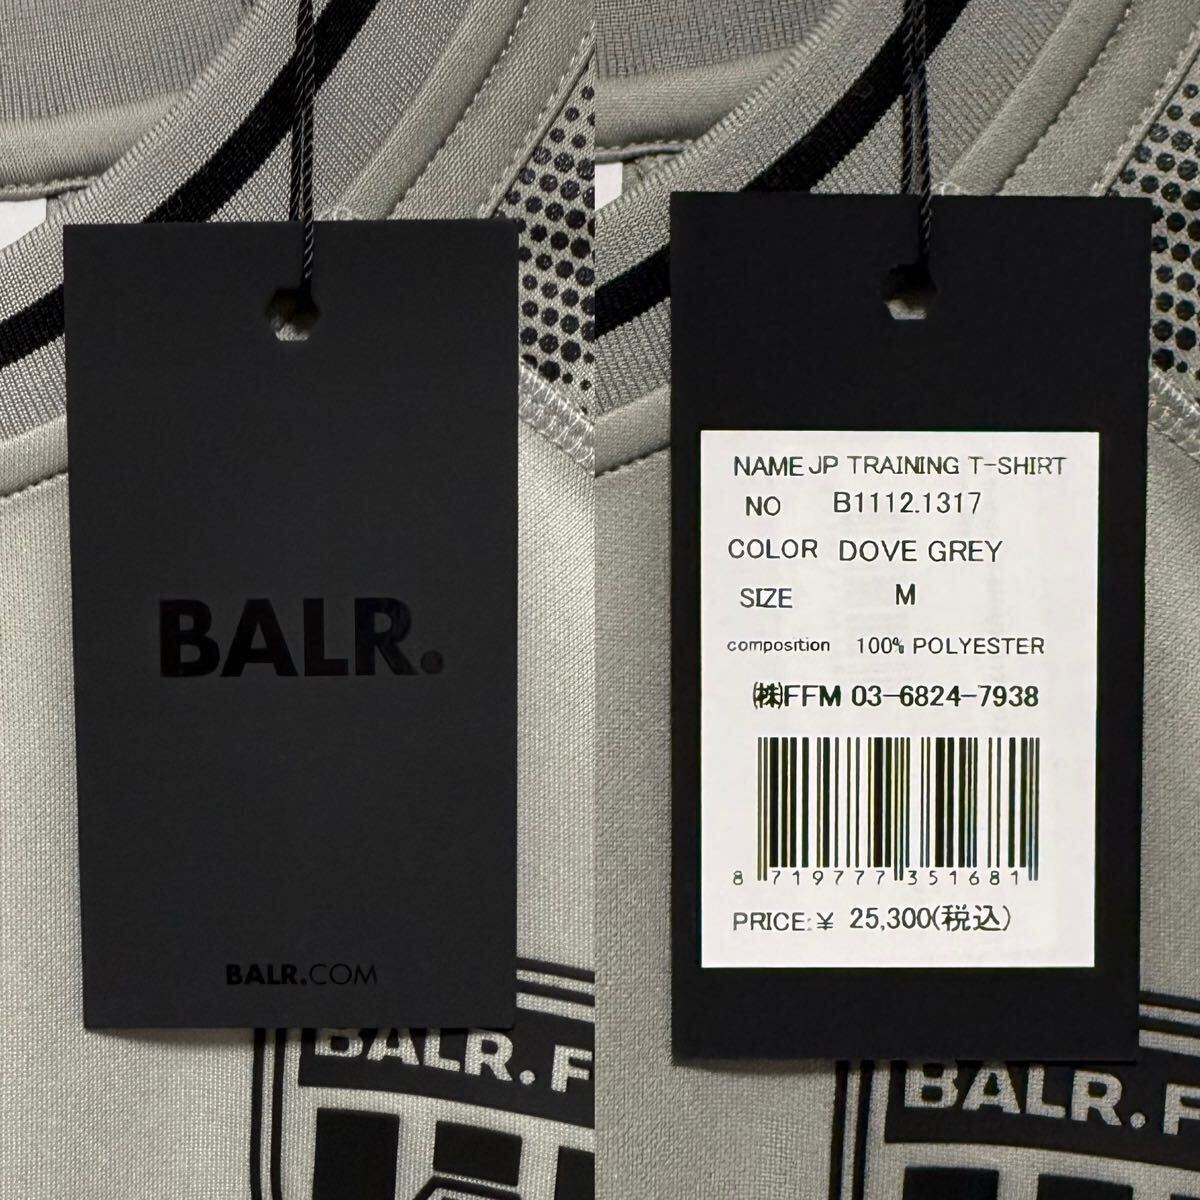 BALR.
BALR.COM
BALR. F
NAME JP TRAINING T-SHIRT
NO B1112.1317
COLOR DOVE GREY
SIZE M
composition 100% POLYESTER
㈱FFM 03-6824-7938
8 719777 351681
PRICE:¥ 25,300(税込)
BALR. F